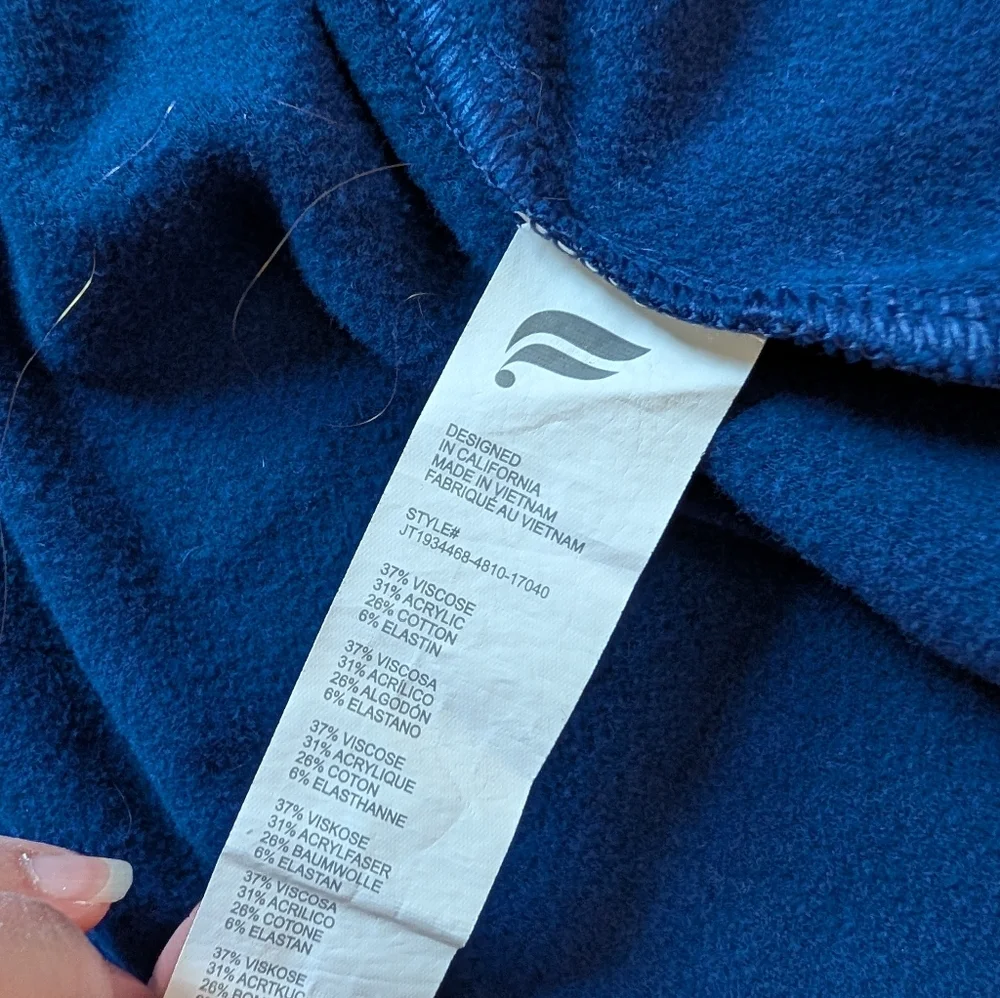 DESIGNED
IN CALIFORNIA
MADE IN VIETNAM
FABRIQUÉ AU VIETNAM
STYLE#
JT1934468-4810-17040
37% VISCOSE
31% ACRYLIC
26% COTTON
6% ELASTIN
37% VISCOSA
31% ACRÍLICO
26% ALGODÓN
6% ELASTANO
37% VISCOSE
31% ACRYLIQUE
26% COTON
6% ELASTHANNE
37% VISKOSE
31% ACRYLFASER
26% BAUMWOLLE
6% ELASTAN
37% VISCOSA
31% ACRILICO
26% COTONE
6% ELASTAN
37% VISKOSE
31%
26%